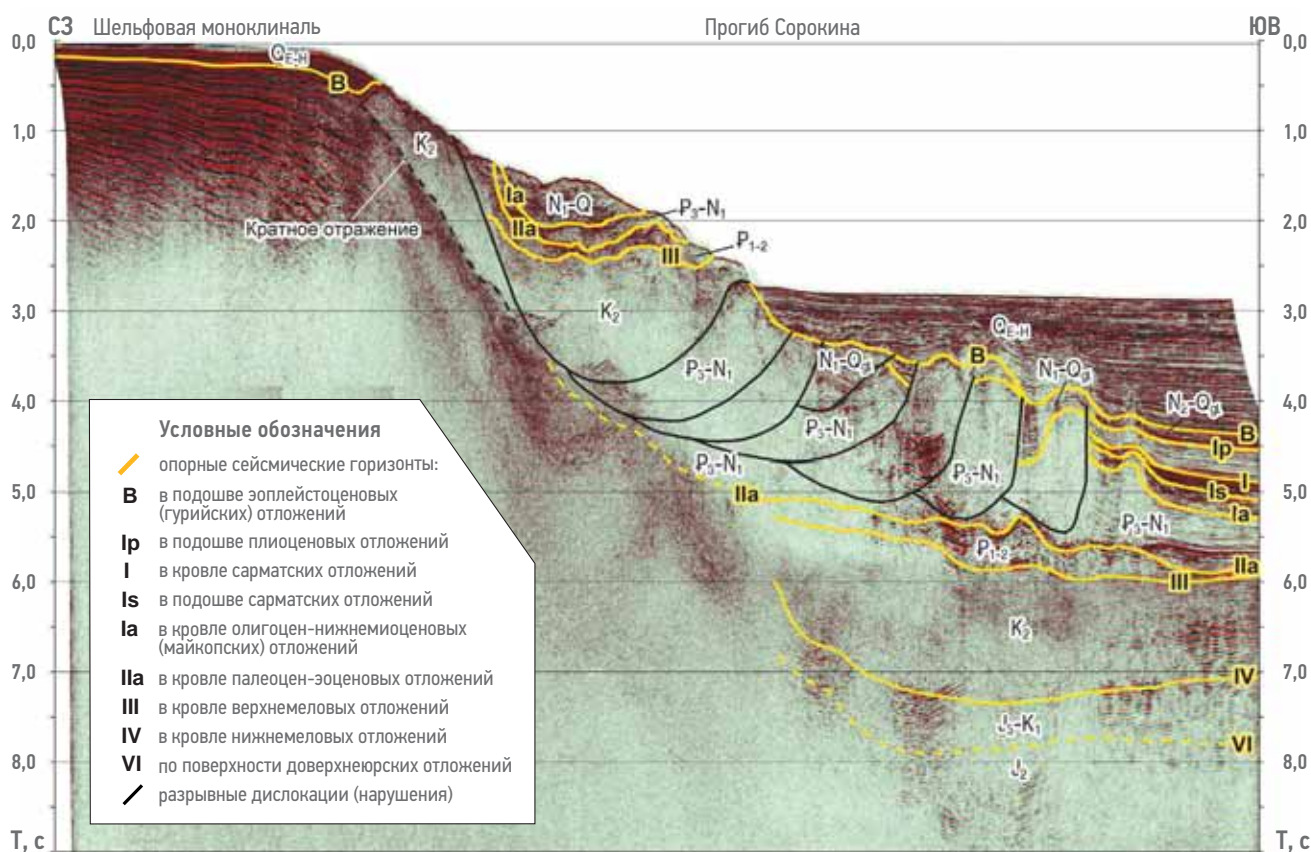 СЗ Шельфовая моноклиналь Прогиб Сорокина ЮВ
0,0 0,0
Q_E-H
B
1,0 1,0
K₂
Ia N₁-Q P₃-N₁
2,0 2,0
Кратное отражение IIa III P₁₋₂
3,0 3,0
K₂ Q_E-H
P₃-N₁ N₁-Q_gt B N₁-Q_gt
4,0 4,0
N₂-Q_gt B
Ip
P₃-N₁
P₃-N₁ P₃-N₁ I
5,0 5,0
IIa Is
Ia
P₃-N₁
P₁₋₂ IIa
6,0 III 6,0
K₂
7,0 IV 7,0
J₃-K₁
VI
8,0 J₂ 8,0
T, с T, с
Условные обозначения
опорные сейсмические горизонты:
B в подошве эоплейстоценовых
(гурийских) отложений
Ip в подошве плиоценовых отложений
I в кровле сарматских отложений
Is в подошве сарматских отложений
Ia в кровле олигоцен-нижнемиоценовых
(майкопских) отложений
IIa в кровле палеоцен-эоценовых отложений
III в кровле верхнемеловых отложений
IV в кровле нижнемеловых отложений
VI по поверхности доверхнеюрских отложений
разрывные дислокации (нарушения)